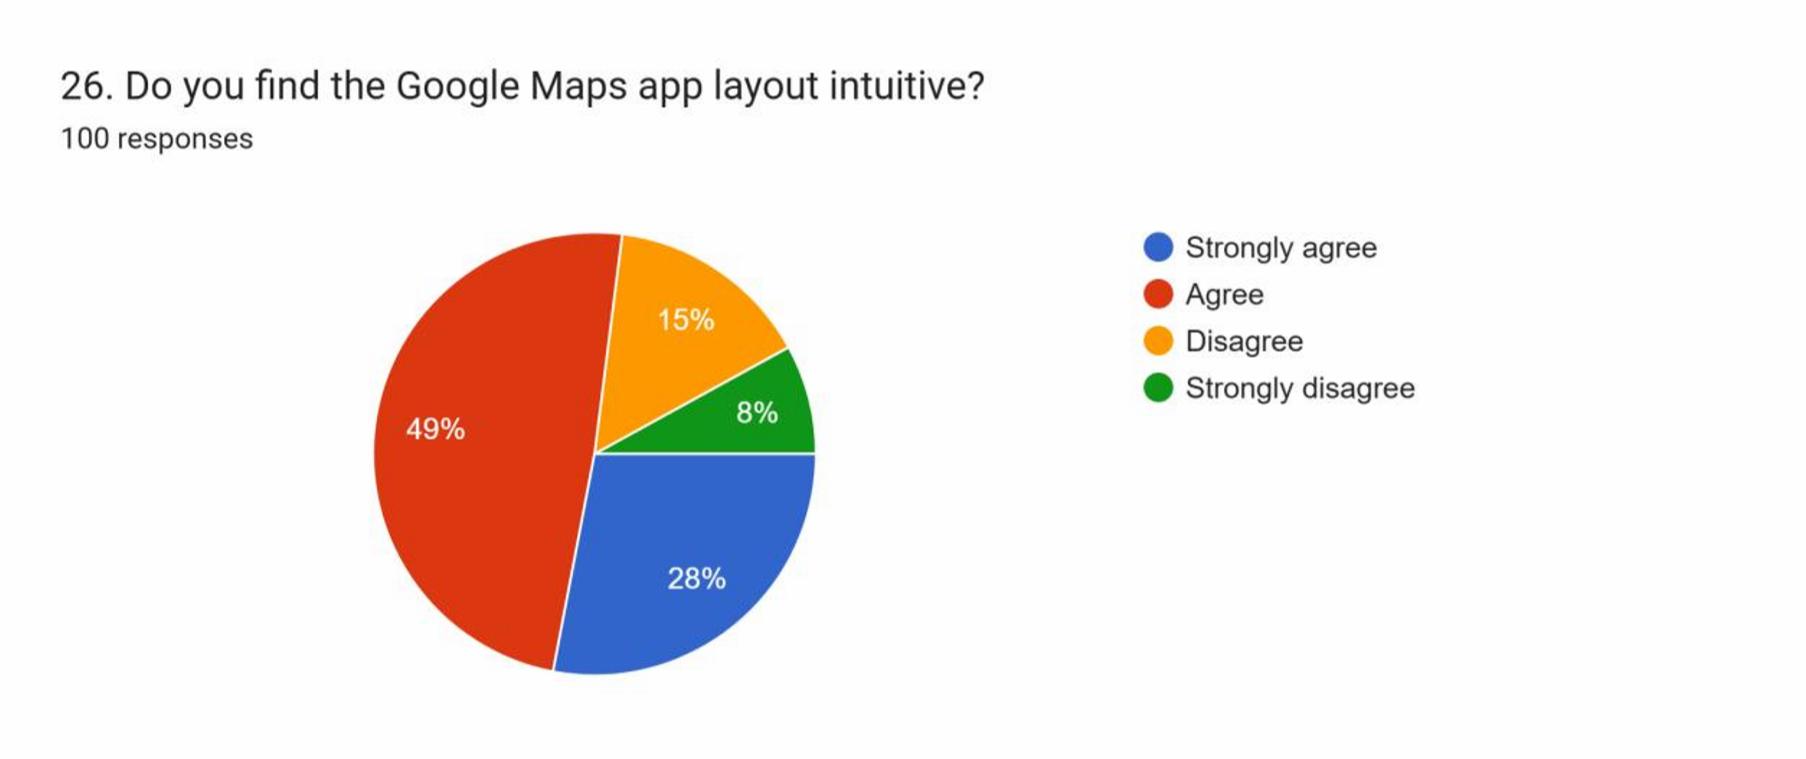 26. Do you find the Google Maps app layout intuitive?
100 responses
Strongly agree
Agree
Disagree
Strongly disagree
15%
8%
49%
28%